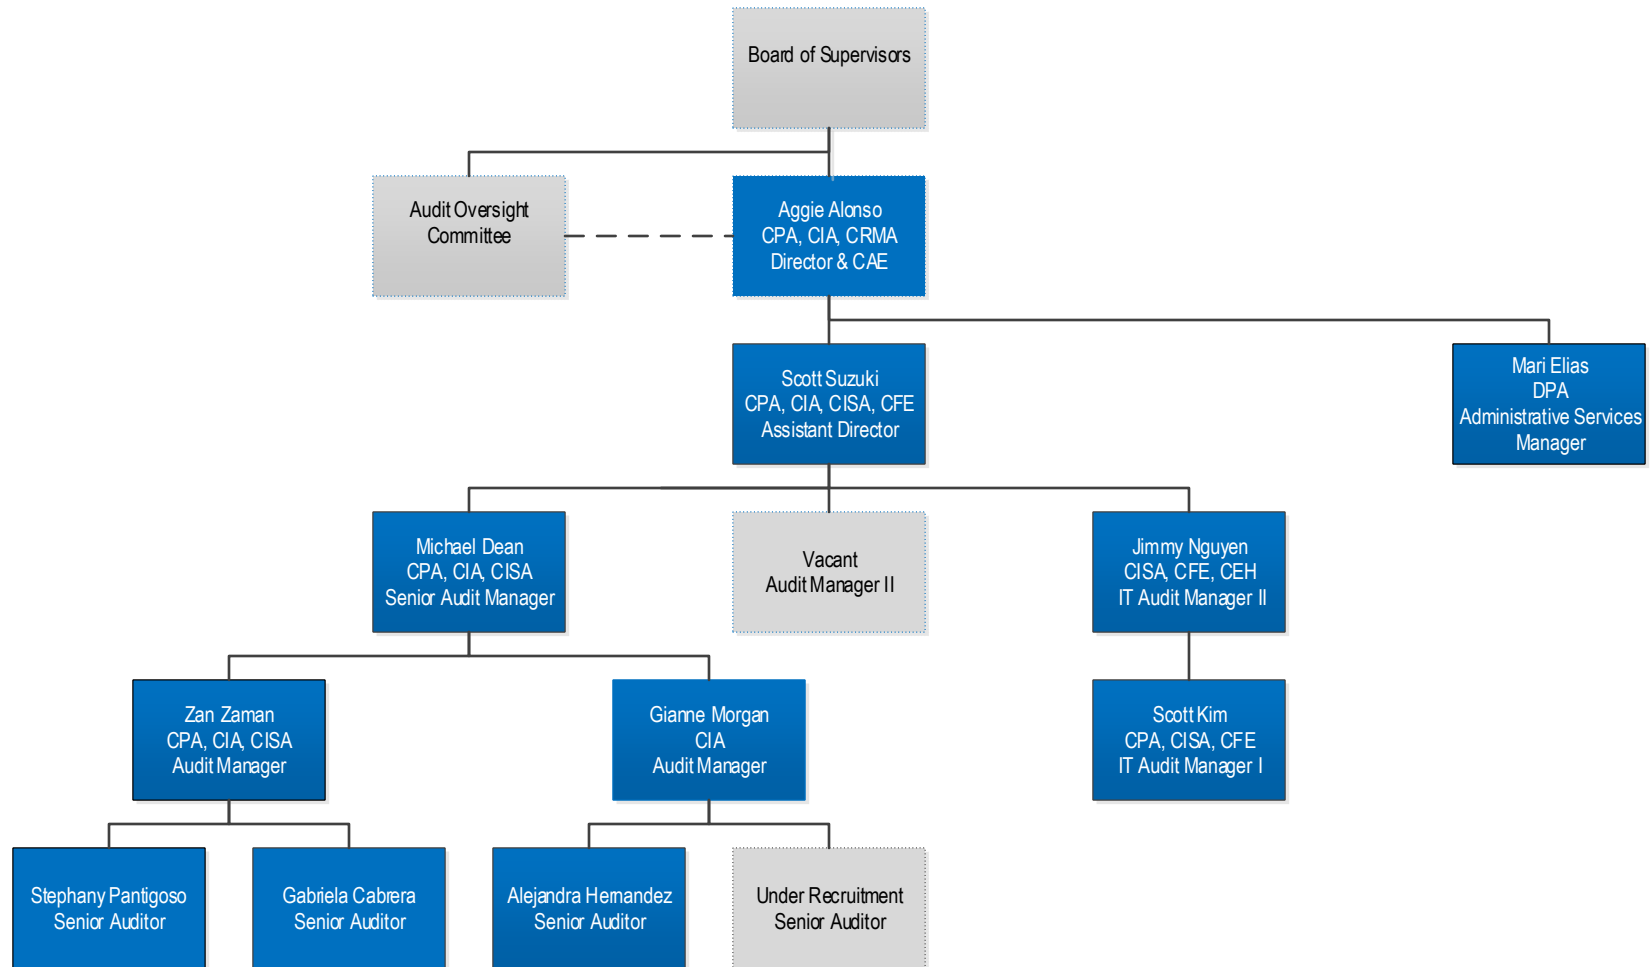 Board of Supervisors
Audit Oversight
Committee
Aggie Alonso
CPA, CIA, CRMA
Director & CAE
Scott Suzuki
CPA, CIA, CISA, CFE
Assistant Director
Mari Elias
DPA
Administrative Services
Manager
Michael Dean
CPA, CIA, CISA
Senior Audit Manager
Vacant
Audit Manager II
Jimmy Nguyen
CISA, CFE, CEH
IT Audit Manager II
Zan Zaman
CPA, CIA, CISA
Audit Manager
Gianne Morgan
CIA
Audit Manager
Scott Kim
CPA, CISA, CFE
IT Audit Manager I
Stephany Pantigoso
Senior Auditor
Gabriela Cabrera
Senior Auditor
Alejandra Hernandez
Senior Auditor
Under Recruitment
Senior Auditor